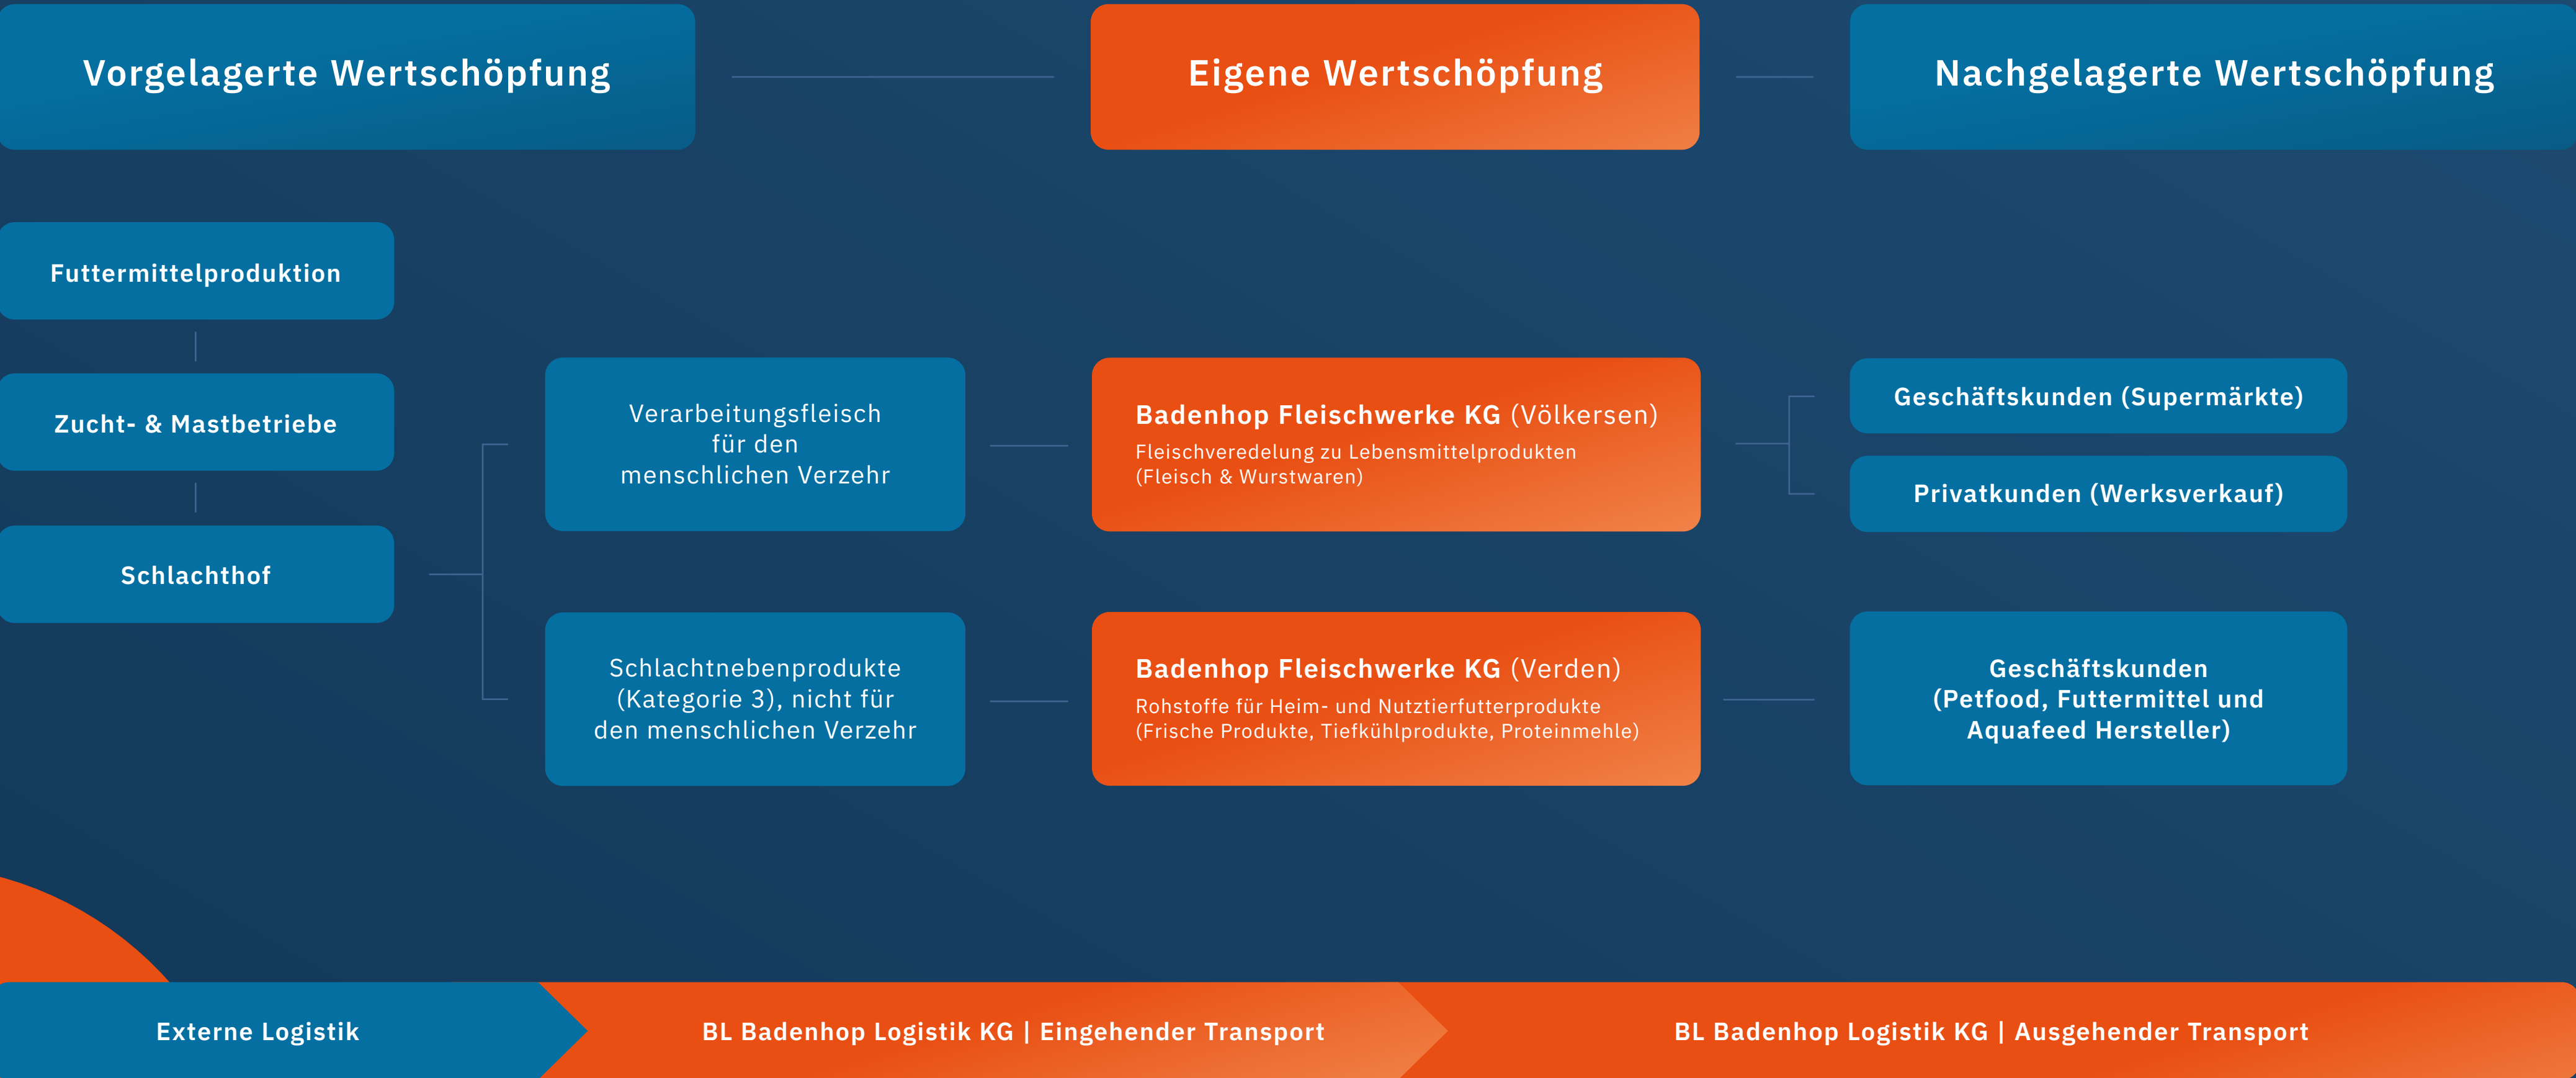 Vorgelagerte Wertschöpfung
Eigene Wertschöpfung
Nachgelagerte Wertschöpfung
Futtermittelproduktion
Zucht- & Mastbetriebe
Schlachthof
Verarbeitungsfleisch
für den
menschlichen Verzehr
Schlachtnebenprodukte
(Kategorie 3), nicht für
den menschlichen Verzehr
Badenhop Fleischwerke KG (Völkersen)
Fleischveredelung zu Lebensmittelprodukten
(Fleisch & Wurstwaren)
Badenhop Fleischwerke KG (Verden)
Rohstoffe für Heim- und Nutztierfutterprodukte
(Frische Produkte, Tiefkühlprodukte, Proteinmehle)
Geschäftskunden (Supermärkte)
Privatkunden (Werksverkauf)
Geschäftskunden
(Petfood, Futtermittel und
Aquafeed Hersteller)
Externe Logistik
BL Badenhop Logistik KG | Eingehender Transport
BL Badenhop Logistik KG | Ausgehender Transport